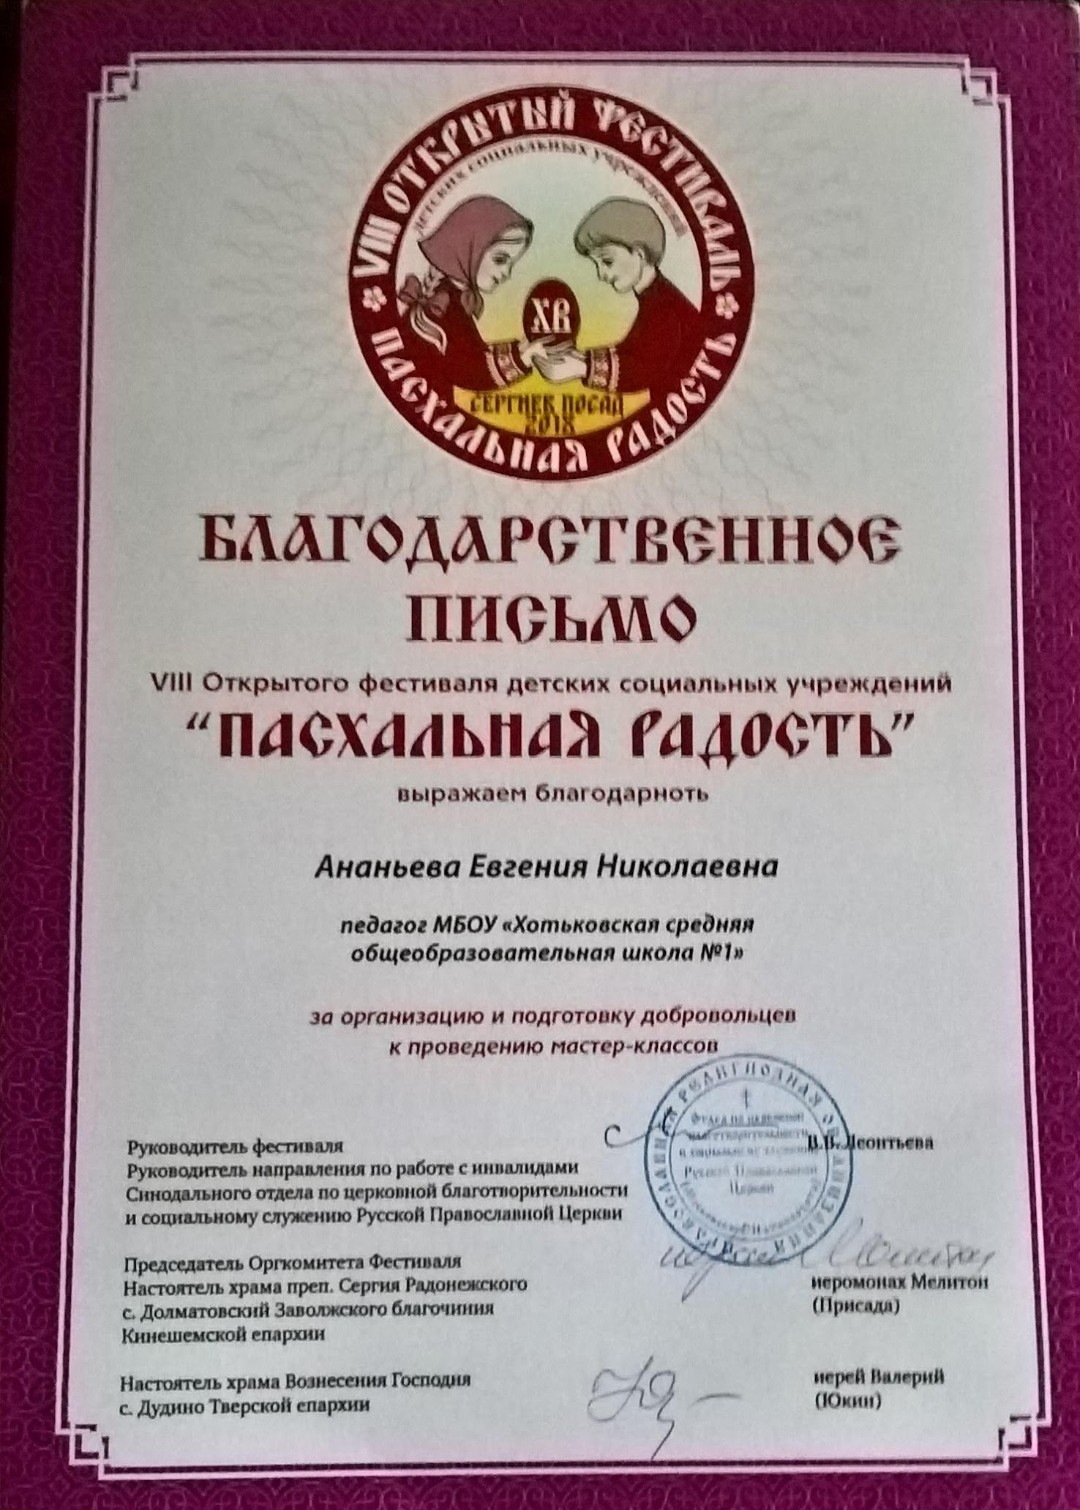 VIII ОТКРЫТЫЙ ФЕСТИВАЛЬ
детских социальных учреждений
ХВ
СЕРГИЕВ ПОСАД
2018
ПАСХАЛЬНАЯ РАДОСТЬ
БЛАГОДАРСТВЕННОЕ
ПИСЬМО
VIII Открытого фестиваля детских социальных учреждений
“ПАСХАЛЬНАЯ РАДОСТЬ”
выражаем благодарноть
Ананьева Евгения Николаевна
педагог МБОУ «Хотьковская средняя
общеобразовательная школа №1»
за организацию и подготовку добровольцев
к проведению мастер-классов
Руководитель фестиваля
Руководитель направления по работе с инвалидами
Синодального отдела по церковной благотворительности
и социальному служению Русской Православной Церкви
В.В. Леонтьева
Председатель Оргкомитета Фестиваля
Настоятель храма преп. Сергия Радонежского
с. Долматовский Заволжского благочиния
Кинешемской епархии
иеромонах Мелитон
(Присада)
Настоятель храма Вознесения Господня
с. Дудино Тверской епархии
иерей Валерий
(Юкин)